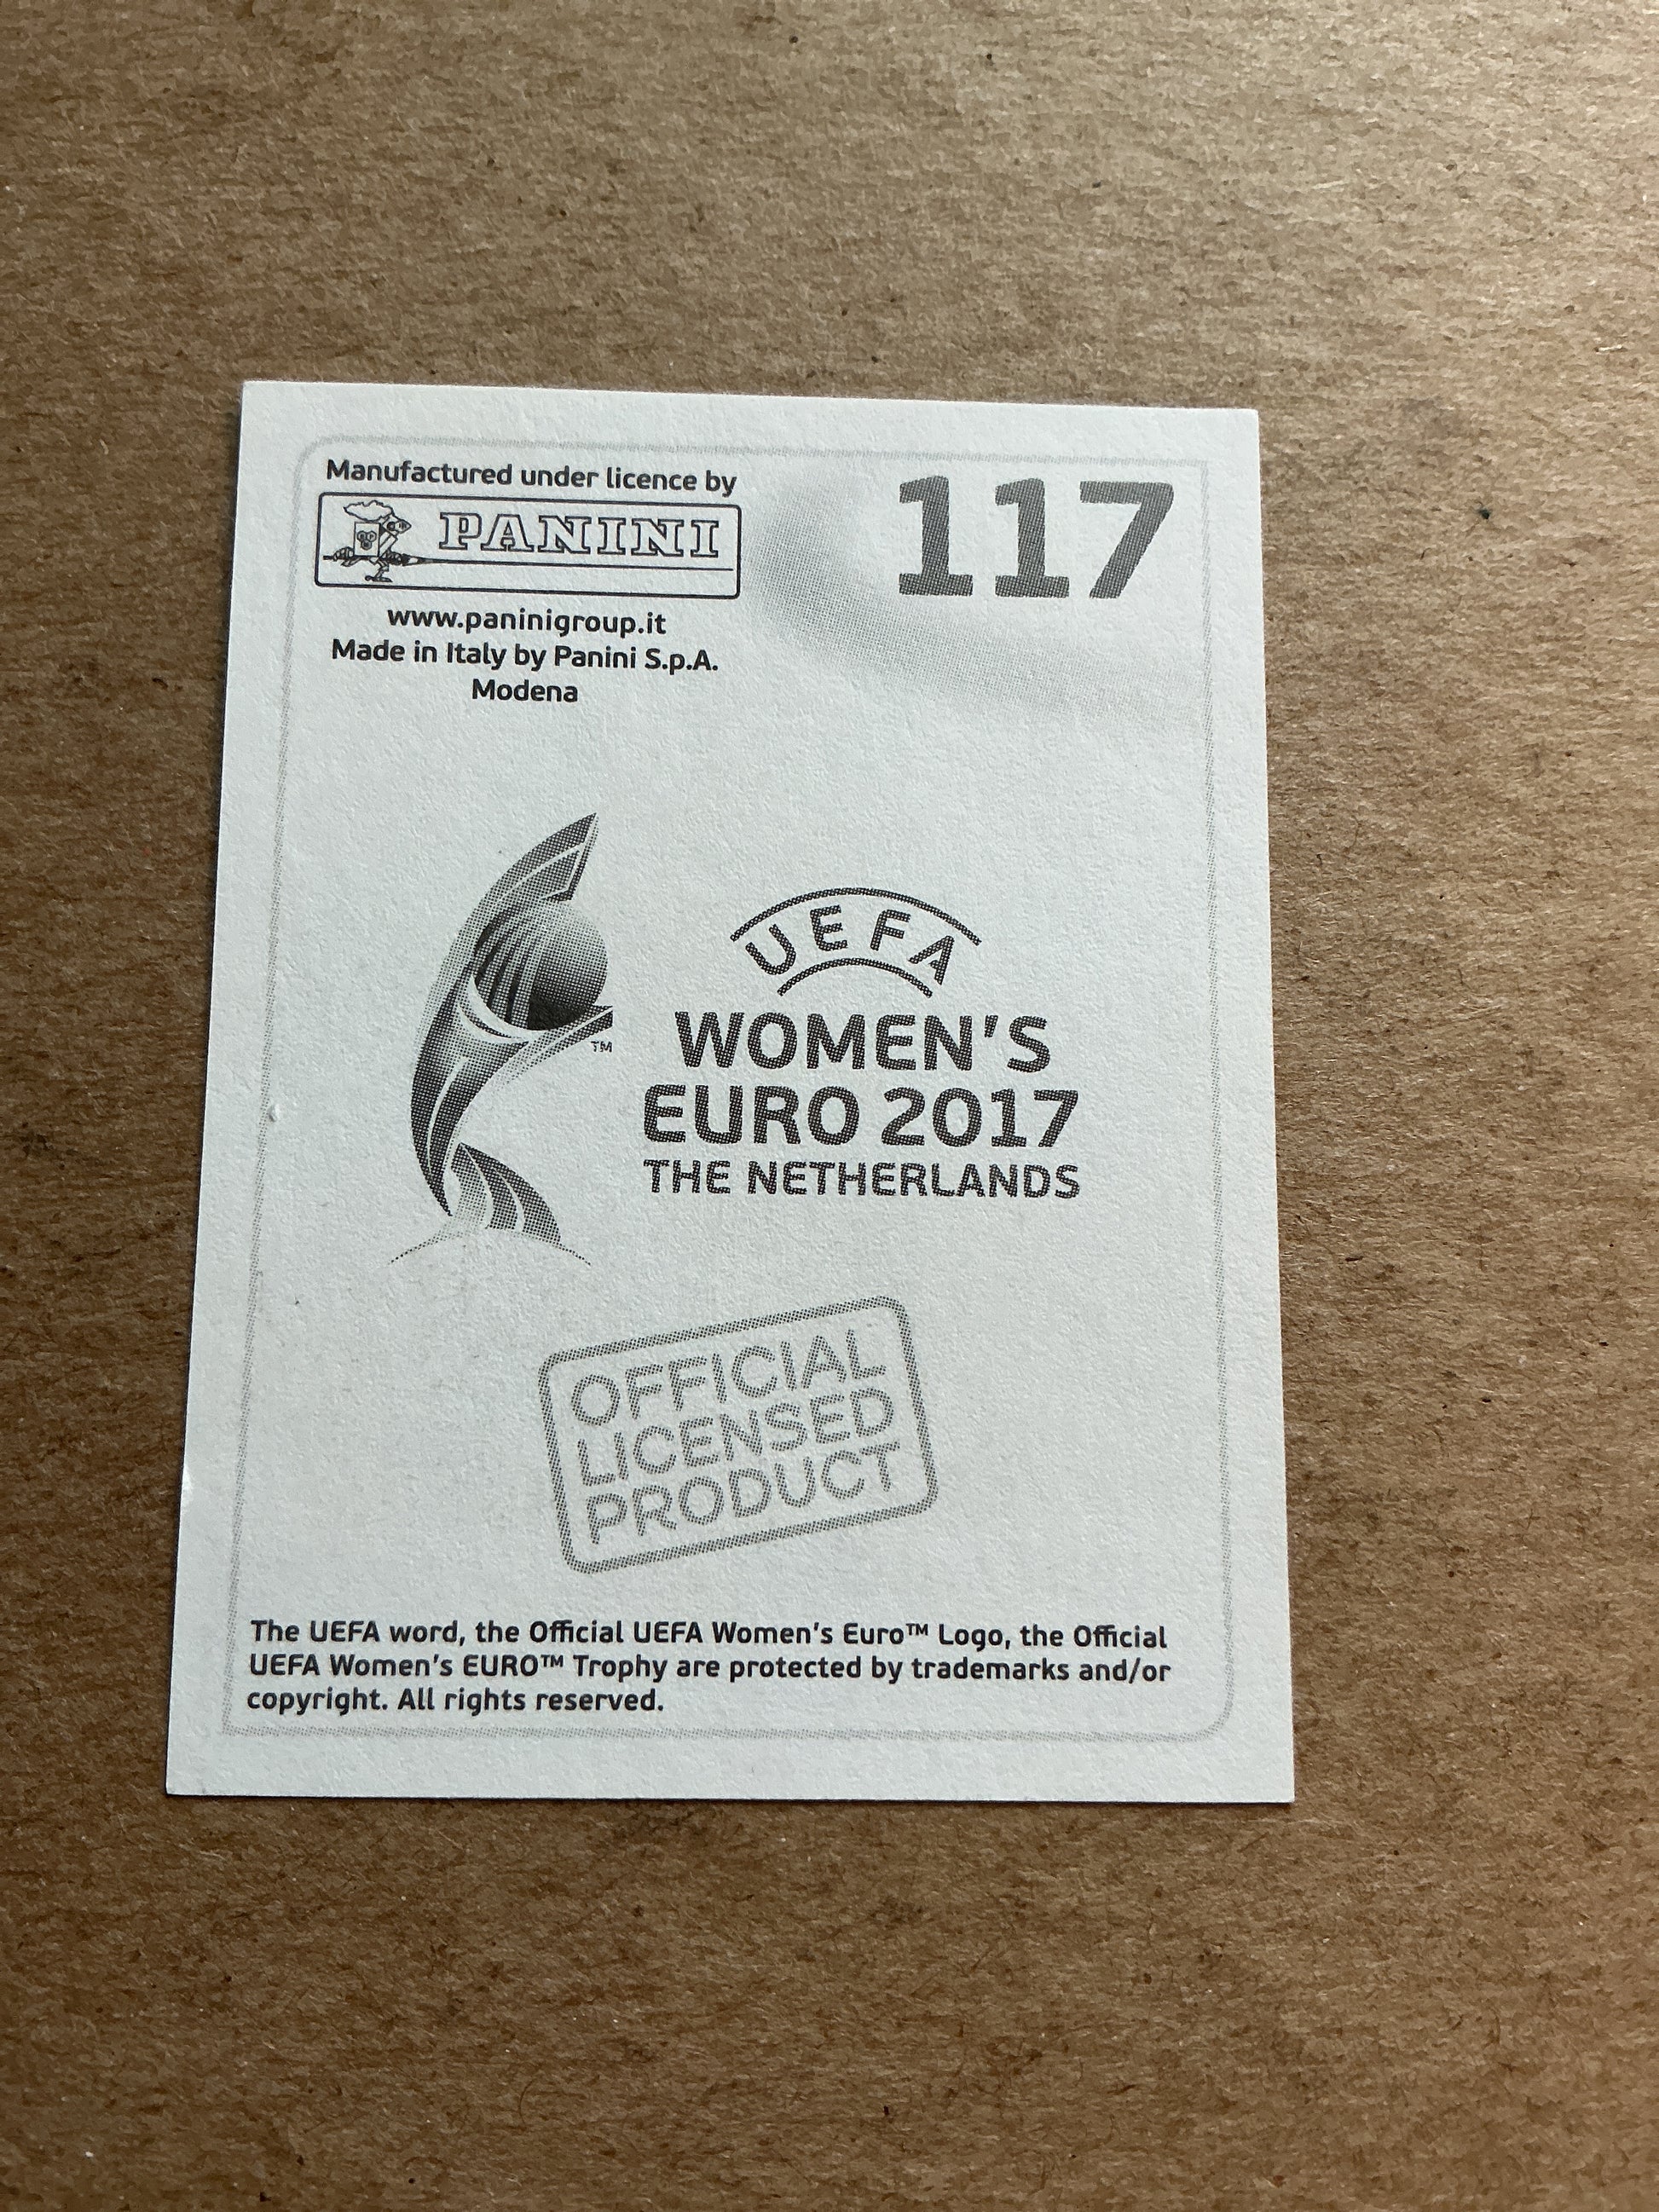 Manufactured under licence by
PANINI
www.paninigroup.it
Made in Italy by Panini S.p.A.
Modena
117
UEFA
WOMEN'S
EURO 2017
THE NETHERLANDS
TM
OFFICIAL
LICENSED
PRODUCT
The UEFA word, the Official UEFA Women's Euro™ Logo, the Official
UEFA Women's EURO™ Trophy are protected by trademarks and/or
copyright. All rights reserved.